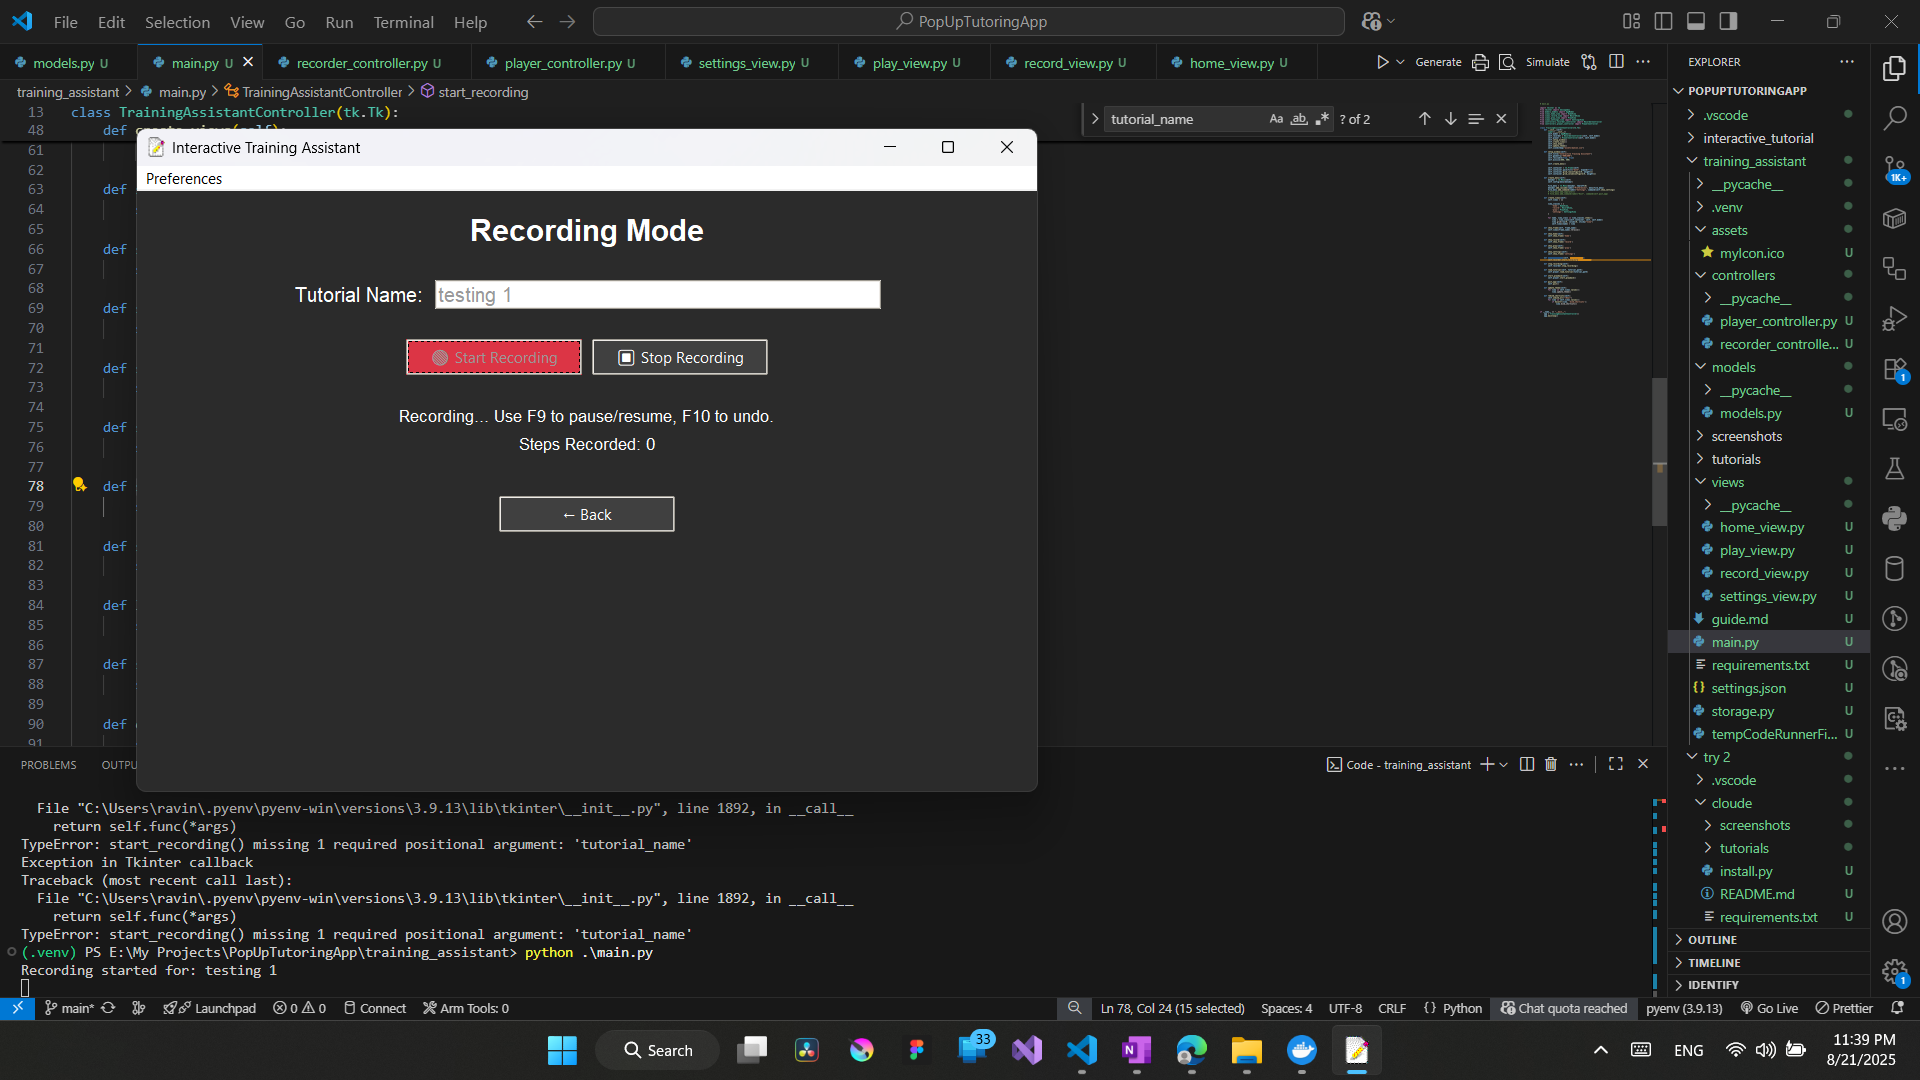 File Edit Selection View Go Run Terminal Help
PopUpTutoringApp
models.py U
main.py U
recorder_controller.py U
player_controller.py U
settings_view.py U
play_view.py U
record_view.py U
home_view.py U
Generate
Simulate
training_assistant > main.py > TrainingAssistantController > start_recording
13 class TrainingAssistantController(tk.Tk):
48
61
62
63 def
64
65
66 def
67
68
69 def
70
71
72 def
73
74
75 def
76
77
78 def
79
80
81 def
82
83
84 def
85
86
87 def
88
89
90 def
91
tutorial_name
Aa ab
? of 2
Interactive Training Assistant
Preferences
Recording Mode
Tutorial Name: testing 1
Start Recording
Stop Recording
Recording... Use F9 to pause/resume, F10 to undo.
Steps Recorded: 0
← Back
EXPLORER
POPUPTUTORINGAPP
.vscode
interactive_tutorial
training_assistant
__pycache__
.venv
assets
myIcon.ico U
controllers
__pycache__
player_controller.py U
recorder_controlle... U
models
__pycache__
models.py U
screenshots
tutorials
views
__pycache__
home_view.py U
play_view.py U
record_view.py U
settings_view.py U
guide.md U
main.py U
requirements.txt U
settings.json U
storage.py U
tempCodeRunnerFi... U
try 2
.vscode
cloude
screenshots
tutorials
install.py U
README.md U
requirements.txt U
OUTLINE
TIMELINE
IDENTIFY
1K+
1
1
PROBLEMS OUTPU
Code - training_assistant
File "C:\Users\ravin\.pyenv\pyenv-win\versions\3.9.13\lib\tkinter\__init__.py", line 1892, in __call__
return self.func(*args)
TypeError: start_recording() missing 1 required positional argument: 'tutorial_name'
Exception in Tkinter callback
Traceback (most recent call last):
File "C:\Users\ravin\.pyenv\pyenv-win\versions\3.9.13\lib\tkinter\__init__.py", line 1892, in __call__
return self.func(*args)
TypeError: start_recording() missing 1 required positional argument: 'tutorial_name'
(.venv) PS E:\My Projects\PopUpTutoringApp\training_assistant> python .\main.py
Recording started for: testing 1
main* Launchpad 0 0 Connect Arm Tools: 0
Ln 78, Col 24 (15 selected) Spaces: 4 UTF-8 CRLF {} Python Chat quota reached pyenv (3.9.13) Go Live Prettier
Search
33
ENG
11:39 PM
8/21/2025